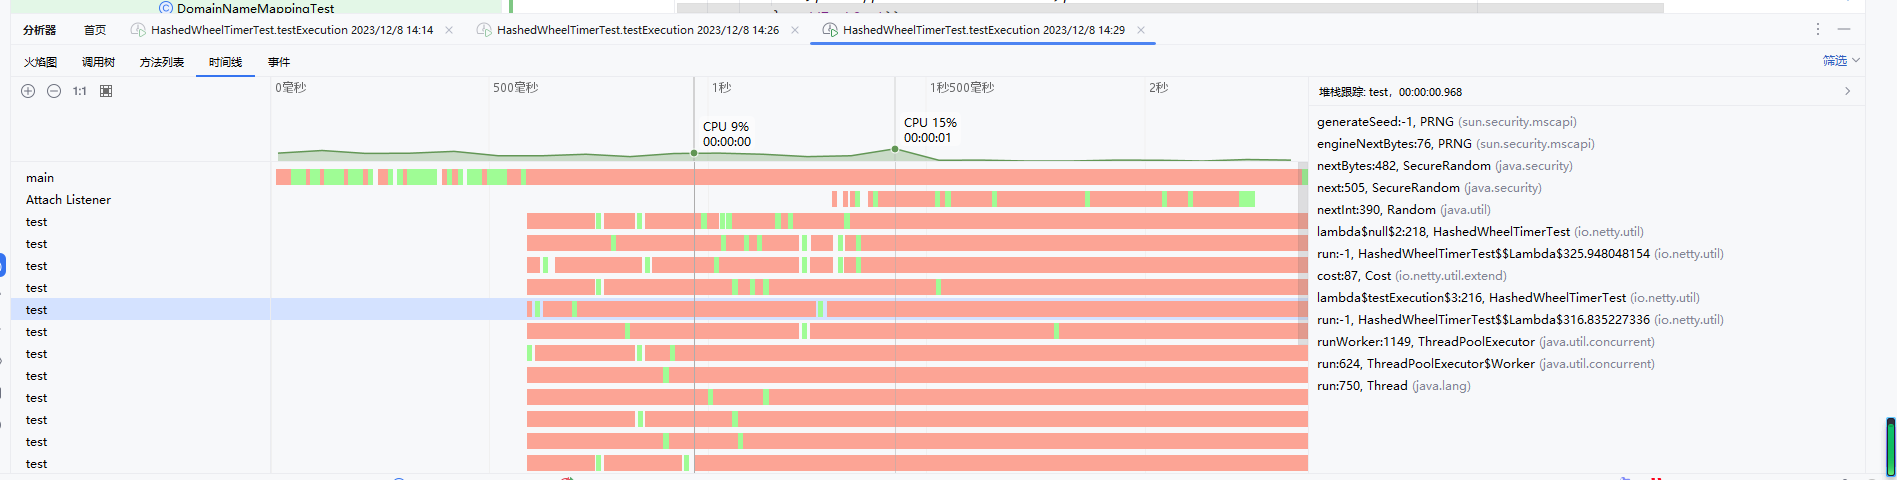 DomainNameMappingTest
分析器 首页 HashedWheelTimerTest.testExecution 2023/12/8 14:14 HashedWheelTimerTest.testExecution 2023/12/8 14:26 HashedWheelTimerTest.testExecution 2023/12/8 14:29
火焰图 调用树 方法列表 时间线 事件 筛选
1:1 0毫秒 500毫秒 1秒 1秒500毫秒 2秒
CPU 9%
00:00:00
CPU 15%
00:00:01
main
Attach Listener
test
test
test
test
test
test
test
test
test
test
test
test
堆栈跟踪: test，00:00:00.968
generateSeed:-1, PRNG (sun.security.mscapi)
engineNextBytes:76, PRNG (sun.security.mscapi)
nextBytes:482, SecureRandom (java.security)
next:505, SecureRandom (java.security)
nextInt:390, Random (java.util)
lambda$null$2:218, HashedWheelTimerTest (io.netty.util)
run:-1, HashedWheelTimerTest$$Lambda$325.948048154 (io.netty.util)
cost:87, Cost (io.netty.util.extend)
lambda$testExecution$3:216, HashedWheelTimerTest (io.netty.util)
run:-1, HashedWheelTimerTest$$Lambda$316.835227336 (io.netty.util)
runWorker:1149, ThreadPoolExecutor (java.util.concurrent)
run:624, ThreadPoolExecutor$Worker (java.util.concurrent)
run:750, Thread (java.lang)